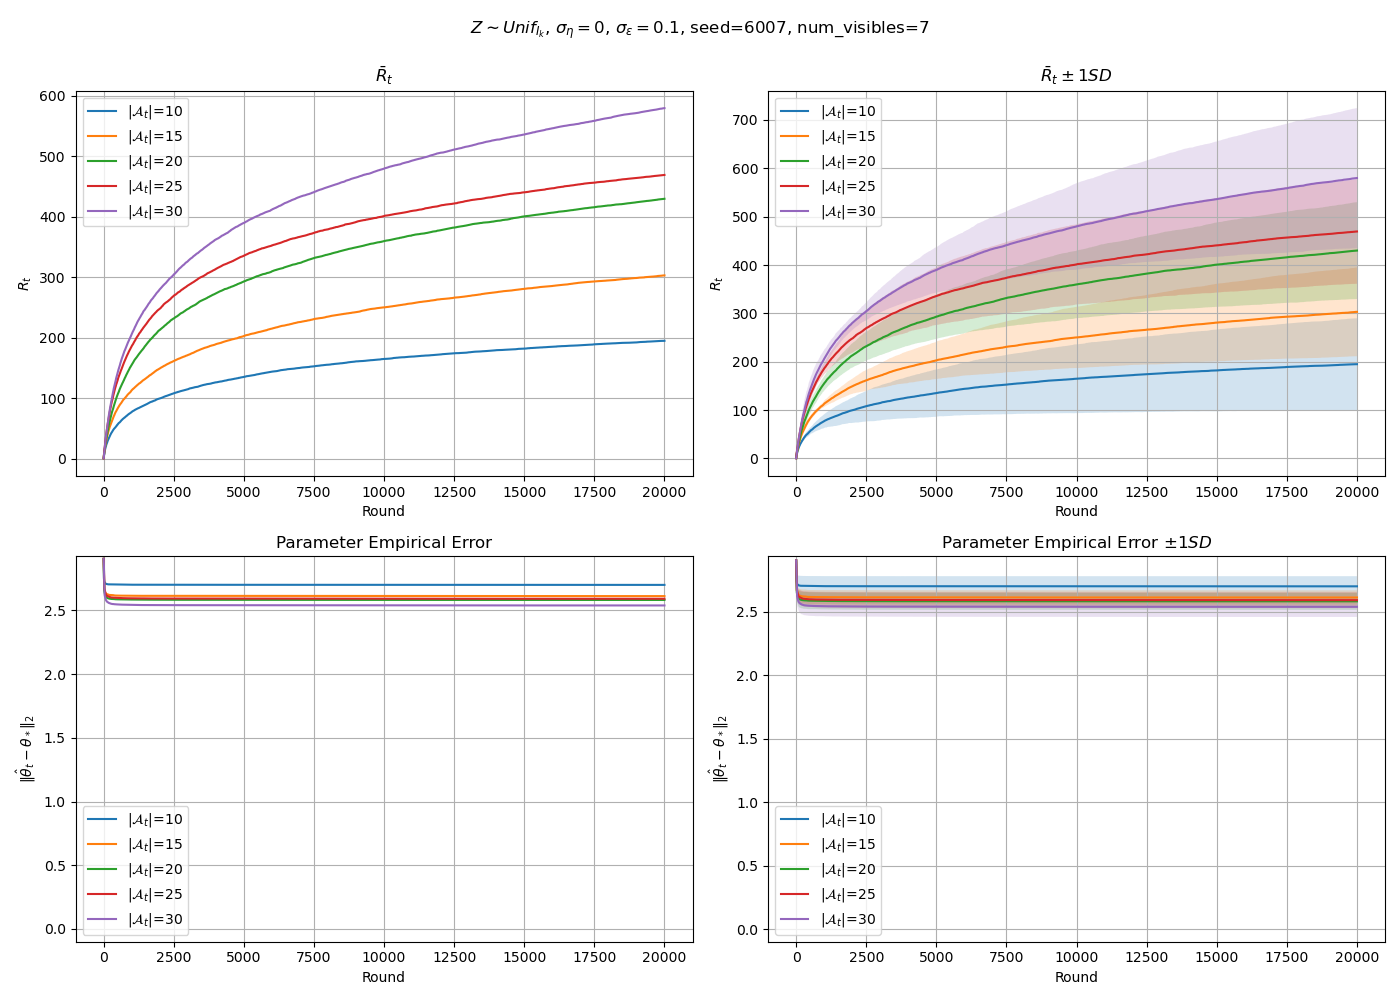 Z ∼ Unif_{I_k}, σ_η = 0, σ_ε = 0.1, seed=6007, num_visibles=7
R̄_t
R_t
600
500
400
300
200
100
0
|𝒜_t|=10
|𝒜_t|=15
|𝒜_t|=20
|𝒜_t|=25
|𝒜_t|=30
0 2500 5000 7500 10000 12500 15000 17500 20000
Round
R̄_t ± 1SD
R_t
700
600
500
400
300
200
100
0
|𝒜_t|=10
|𝒜_t|=15
|𝒜_t|=20
|𝒜_t|=25
|𝒜_t|=30
0 2500 5000 7500 10000 12500 15000 17500 20000
Round
Parameter Empirical Error
‖θ̂_t − θ_*‖_2
2.5
2.0
1.5
1.0
0.5
0.0
|𝒜_t|=10
|𝒜_t|=15
|𝒜_t|=20
|𝒜_t|=25
|𝒜_t|=30
0 2500 5000 7500 10000 12500 15000 17500 20000
Round
Parameter Empirical Error ±1SD
‖θ̂_t − θ_*‖_2
2.5
2.0
1.5
1.0
0.5
0.0
|𝒜_t|=10
|𝒜_t|=15
|𝒜_t|=20
|𝒜_t|=25
|𝒜_t|=30
0 2500 5000 7500 10000 12500 15000 17500 20000
Round